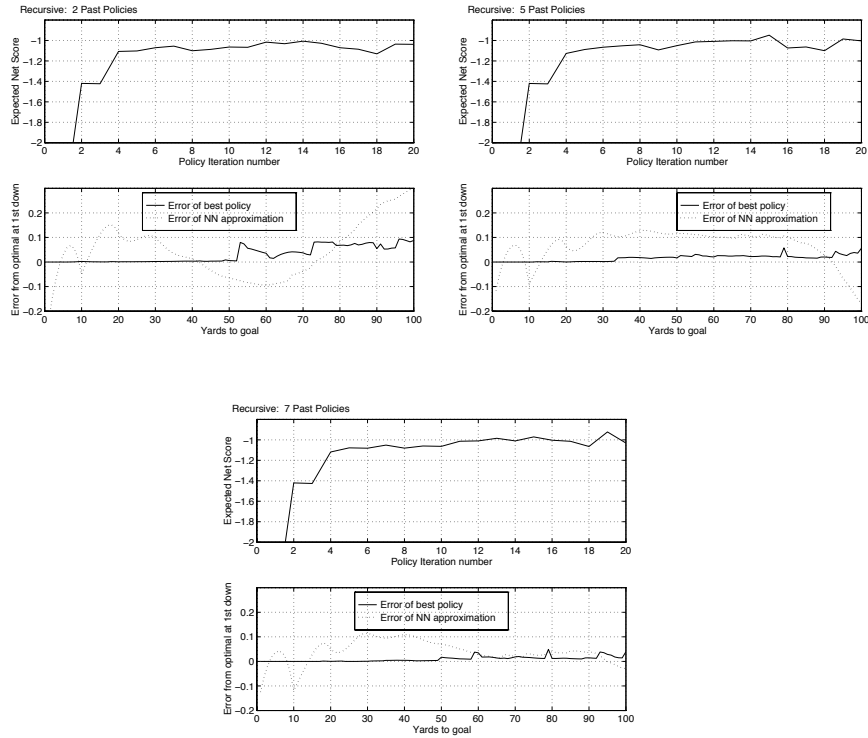 Recursive: 2 Past Policies
Expected Net Score
−1
−1.2
−1.4
−1.6
−1.8
−2
0 2 4 6 8 10 12 14 16 18 20
Policy Iteration number
Error from optimal at 1st down
0.2
0.1
0
−0.1
−0.2
Error of best policy
Error of NN approximation
0 10 20 30 40 50 60 70 80 90 100
Yards to goal
Recursive: 5 Past Policies
Expected Net Score
−1
−1.2
−1.4
−1.6
−1.8
−2
0 2 4 6 8 10 12 14 16 18 20
Policy Iteration number
Error from optimal at 1st down
0.2
0.1
0
−0.1
−0.2
Error of best policy
Error of NN approximation
0 10 20 30 40 50 60 70 80 90 100
Yards to goal
Recursive: 7 Past Policies
Expected Net Score
−1
−1.2
−1.4
−1.6
−1.8
−2
0 2 4 6 8 10 12 14 16 18 20
Policy Iteration number
Error from optimal at 1st down
0.2
0.1
0
−0.1
−0.2
Error of best policy
Error of NN approximation
0 10 20 30 40 50 60 70 80 90 100
Yards to goal